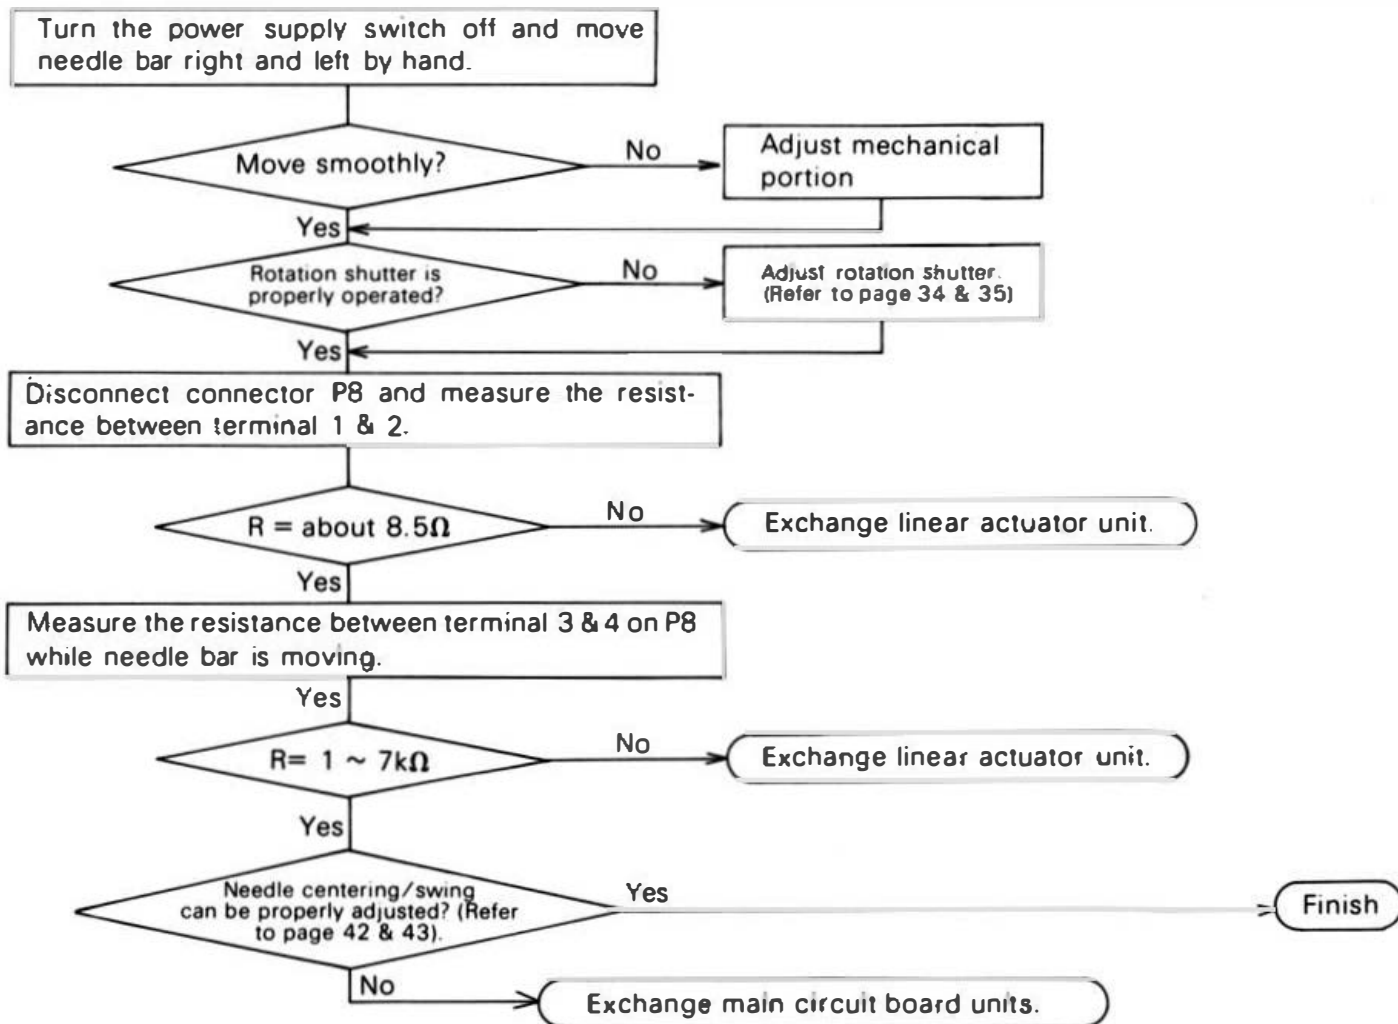 Turn the power supply switch off and move
needle bar right and left by hand.
Move smoothly?
No
Adjust mechanical
portion
Yes
Rotation shutter is
properly operated?
No
Adjust rotation shutter.
(Refer to page 34 & 35)
Yes
Disconnect connector P8 and measure the resist-
ance between terminal 1 & 2.
R = about 8.5Ω
No
Exchange linear actuator unit.
Yes
Measure the resistance between terminal 3 & 4 on P8
while needle bar is moving.
Yes
R= 1 ~ 7kΩ
No
Exchange linear actuator unit.
Yes
Needle centering/swing
can be properly adjusted? (Refer
to page 42 & 43).
Yes
Finish
No
Exchange main circuit board units.